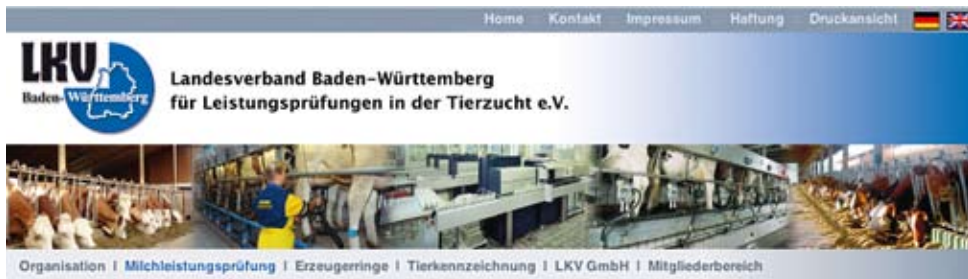 Home Kontakt Impressum Haftung Druckansicht
LKV
Baden-Württemberg
Landesverband Baden-Württemberg
für Leistungsprüfungen in der Tierzucht e.V.
Organisation | Milchleistungsprüfung | Erzeugerringe | Tierkennzeichnung | LKV GmbH | Mitgliederbereich